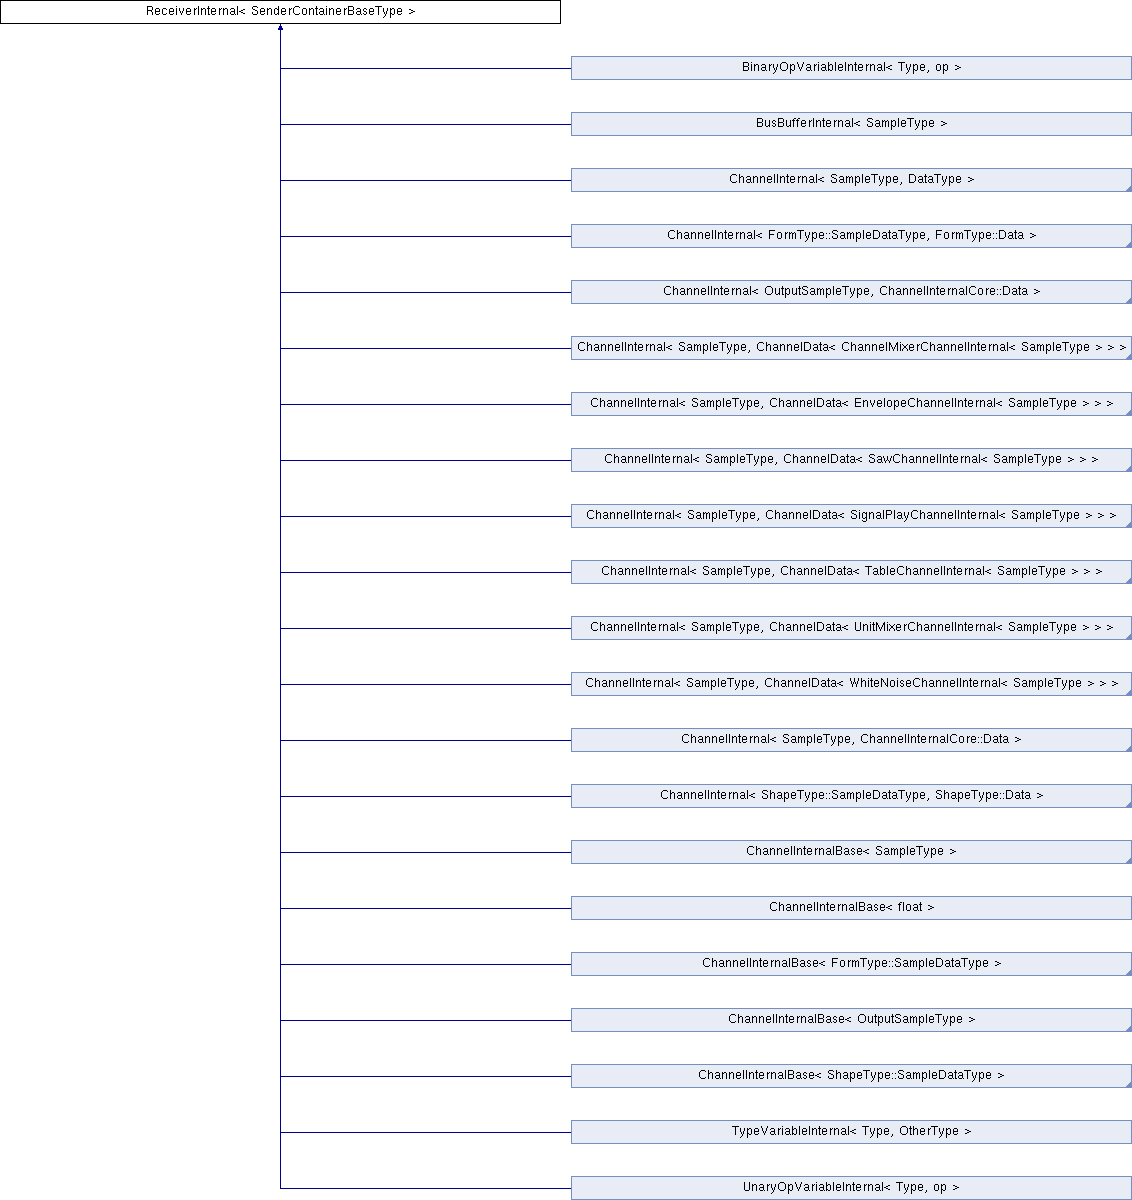 ReceiverInternal< SenderContainerBaseType >
BinaryOpVariableInternal< Type, op >
BusBufferInternal< SampleType >
ChannelInternal< SampleType, DataType >
ChannelInternal< FormType::SampleDataType, FormType::Data >
ChannelInternal< OutputSampleType, ChannelInternalCore::Data >
ChannelInternal< SampleType, ChannelData< ChannelMixerChannelInternal< SampleType > > >
ChannelInternal< SampleType, ChannelData< EnvelopeChannelInternal< SampleType > > >
ChannelInternal< SampleType, ChannelData< SawChannelInternal< SampleType > > >
ChannelInternal< SampleType, ChannelData< SignalPlayChannelInternal< SampleType > > >
ChannelInternal< SampleType, ChannelData< TableChannelInternal< SampleType > > >
ChannelInternal< SampleType, ChannelData< UnitMixerChannelInternal< SampleType > > >
ChannelInternal< SampleType, ChannelData< WhiteNoiseChannelInternal< SampleType > > >
ChannelInternal< SampleType, ChannelInternalCore::Data >
ChannelInternal< ShapeType::SampleDataType, ShapeType::Data >
ChannelInternalBase< SampleType >
ChannelInternalBase< float >
ChannelInternalBase< FormType::SampleDataType >
ChannelInternalBase< OutputSampleType >
ChannelInternalBase< ShapeType::SampleDataType >
TypeVariableInternal< Type, OtherType >
UnaryOpVariableInternal< Type, op >